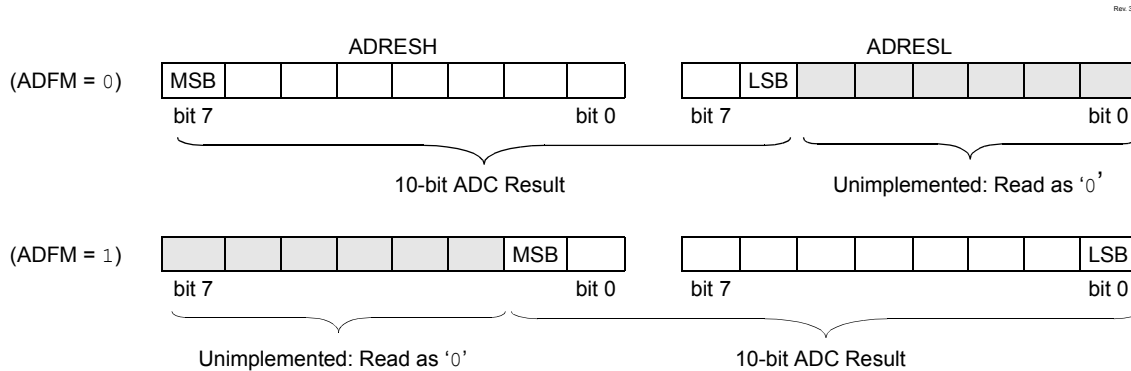 Rev. 3
ADRESH ADRESL
(ADFM = 0) MSB LSB
bit 7 bit 0 bit 7 bit 0
10-bit ADC Result Unimplemented: Read as ‘0’
(ADFM = 1) MSB LSB
bit 7 bit 0 bit 7 bit 0
Unimplemented: Read as ‘0’ 10-bit ADC Result